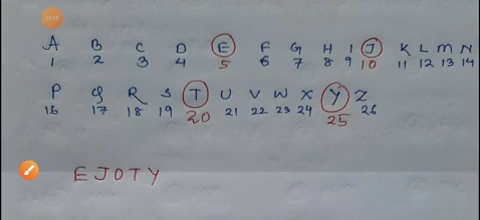 A B C D E F G H I J K L M N
1 2 3 4 5 6 7 8 9 10 11 12 13 14
P Q R S T U V W X Y Z
16 17 18 19 20 21 22 23 24 25 26
E J O T Y